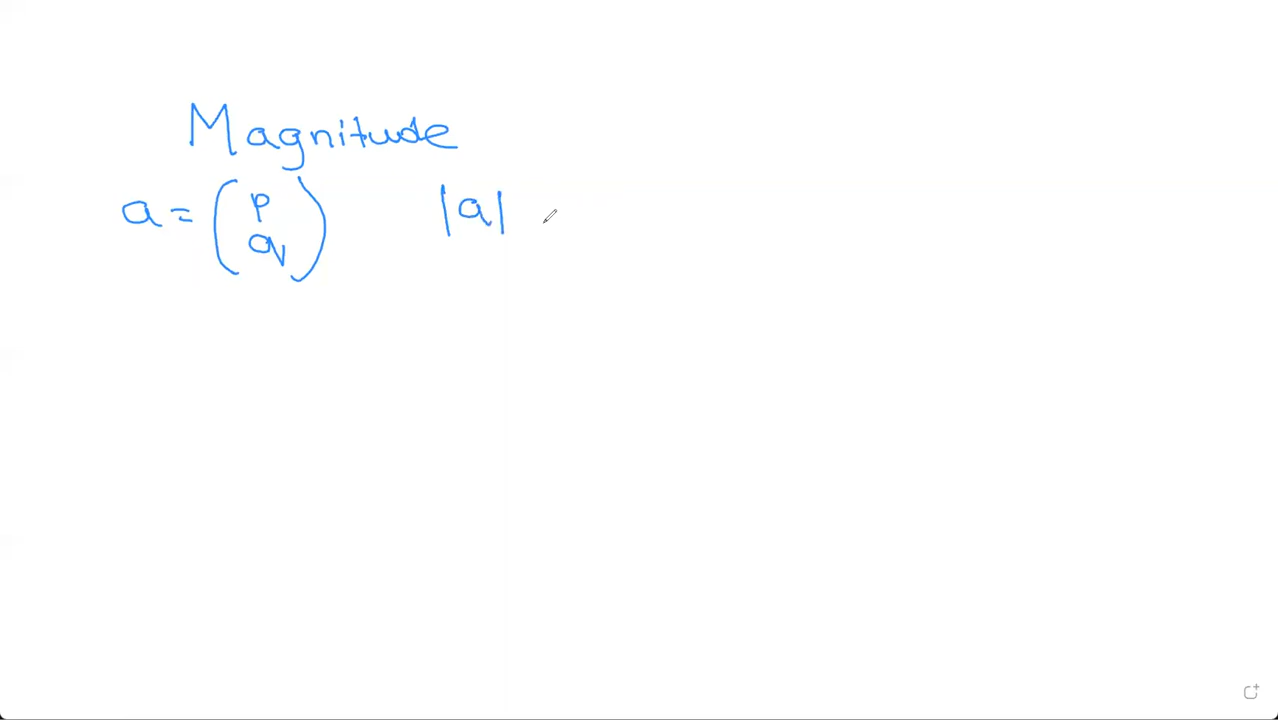 Magnitude
a = ( p q ) |a|